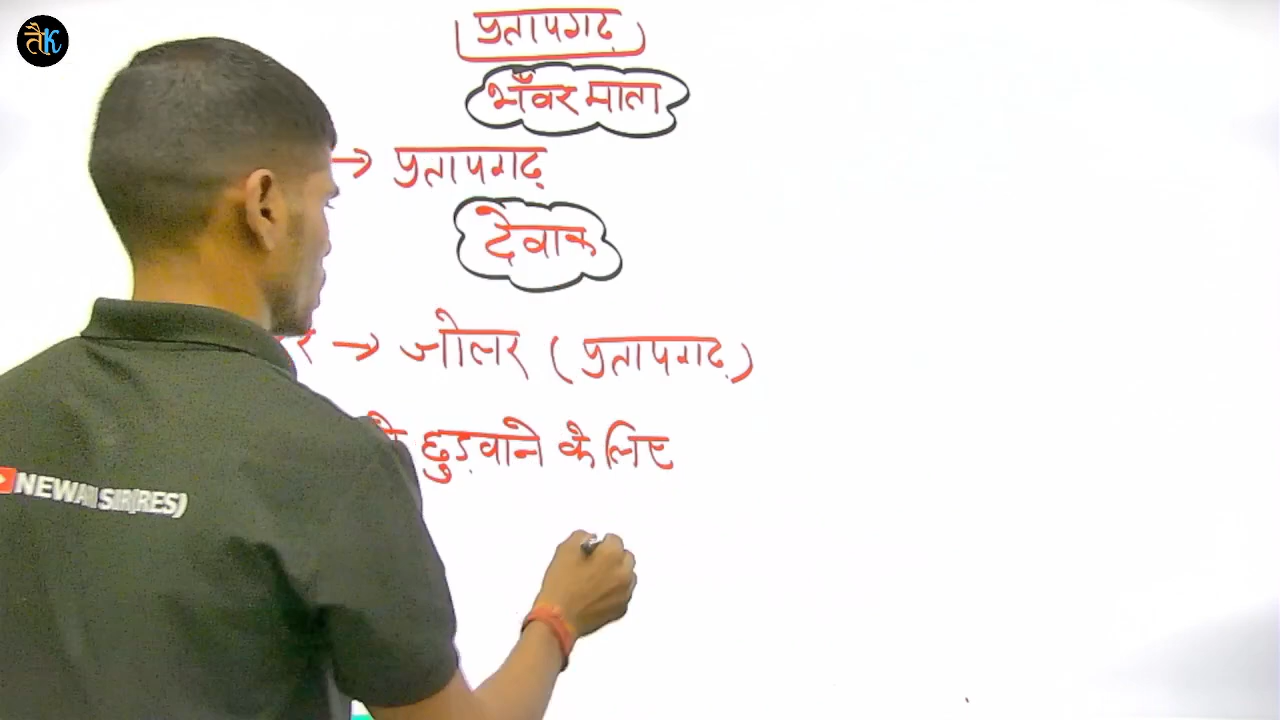 तैK
प्रतापगढ़
भँवर माता
→ प्रतापगढ़
देवाक
→ जोलर (प्रतापगढ़)
छुड़वाने के लिए
NEWAI SIR(RES)